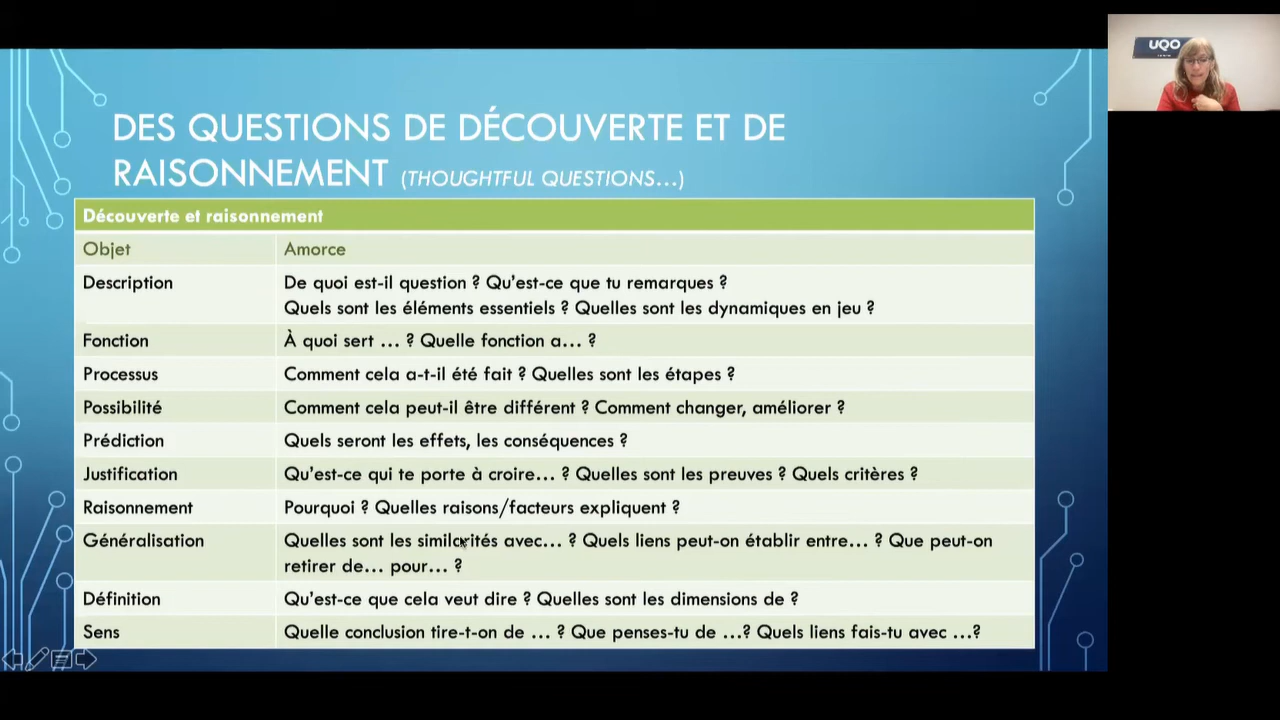 UQO
DES QUESTIONS DE DÉCOUVERTE ET DE
RAISONNEMENT (THOUGHTFUL QUESTIONS...)
Découverte et raisonnement
Objet Amorce
Description De quoi est-il question ? Qu'est-ce que tu remarques ?
Quels sont les éléments essentiels ? Quelles sont les dynamiques en jeu ?
Fonction À quoi sert ... ? Quelle fonction a... ?
Processus Comment cela a-t-il été fait ? Quelles sont les étapes ?
Possibilité Comment cela peut-il être différent ? Comment changer, améliorer ?
Prédiction Quels seront les effets, les conséquences ?
Justification Qu'est-ce qui te porte à croire... ? Quelles sont les preuves ? Quels critères ?
Raisonnement Pourquoi ? Quelles raisons/facteurs expliquent ?
Généralisation Quelles sont les similarités avec... ? Quels liens peut-on établir entre... ? Que peut-on
retirer de... pour... ?
Définition Qu'est-ce que cela veut dire ? Quelles sont les dimensions de ?
Sens Quelle conclusion tire-t-on de ... ? Que penses-tu de ...? Quels liens fais-tu avec ...?